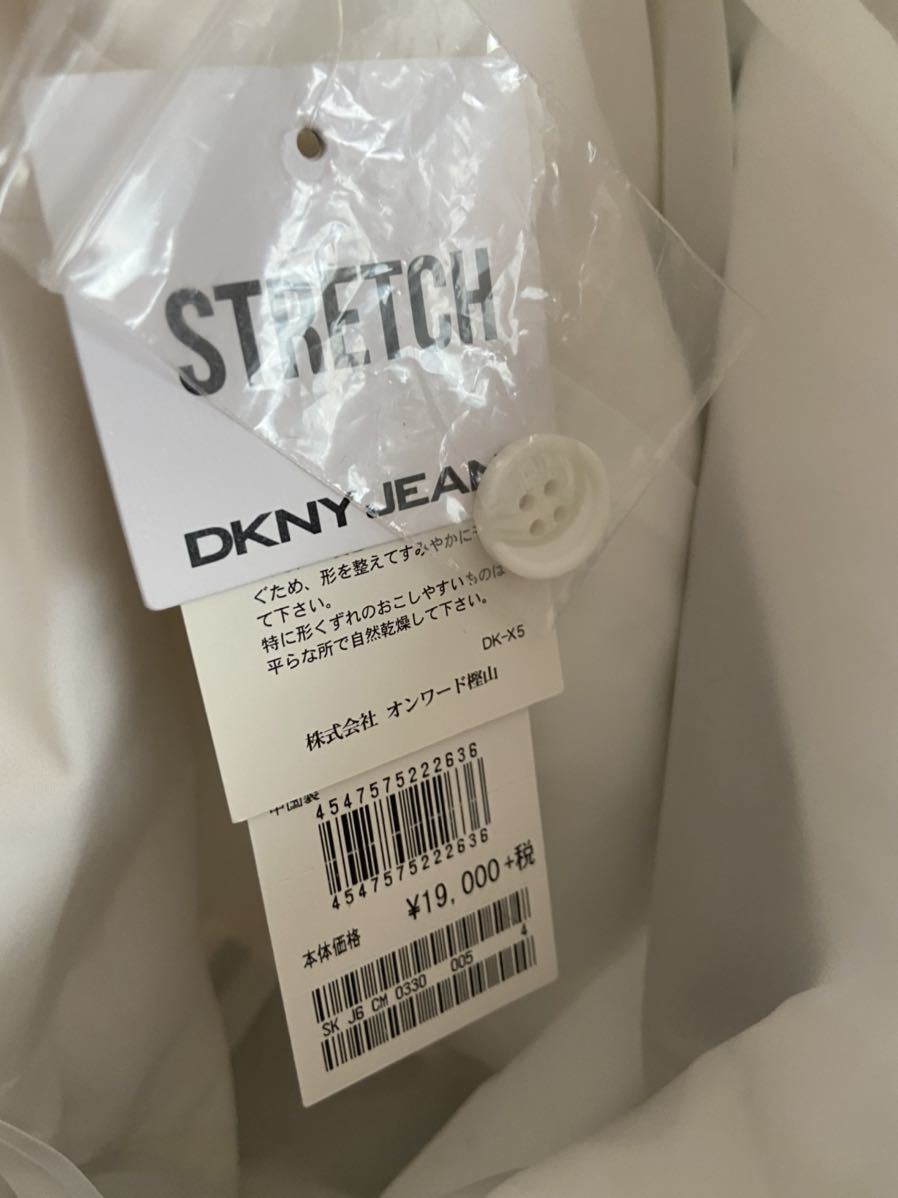 STRETCH
DKNY JEAN
ぐため、形を整えてすみやかに
て下さい。
特に形くずれのおこしやすいものは
平らな所で自然乾燥して下さい。
DK-X5
株式会社 オンワード樫山
中国製
4547575222636
4547575222636
¥19,000+税
本体価格
SK J6 CM 0330 005 4